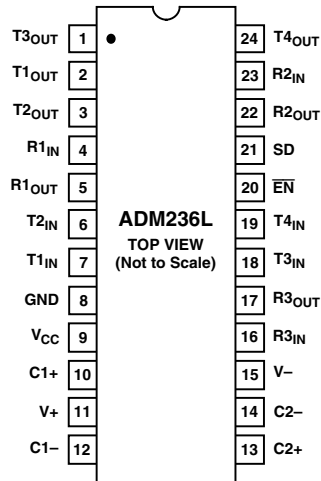 T3OUT 1 24 T4OUT
T1OUT 2 23 R2IN
T2OUT 3 22 R2OUT
R1IN 4 21 SD
R1OUT 5 20 E̅N̅
T2IN 6 ADM236L 19 T4IN
TOP VIEW
T1IN 7 (Not to Scale) 18 T3IN
GND 8 17 R3OUT
VCC 9 16 R3IN
C1+ 10 15 V–
V+ 11 14 C2–
C1– 12 13 C2+